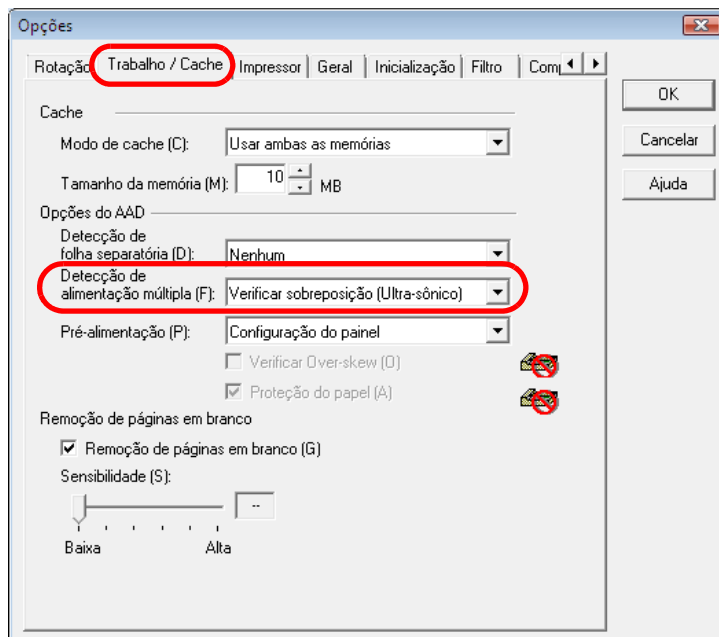 Opções
Rotação Trabalho / Cache Impressor Geral Inicialização Filtro Com
OK
Cancelar
Ajuda
Cache
Modo de cache (C): Usar ambas as memórias
Tamanho da memória (M): 10 MB
Opções do AAD
Detecção de
folha separatória (D): Nenhum
Detecção de
alimentação múltipla (F): Verificar sobreposição (Ultra-sônico)
Pré-alimentação (P): Configuração do painel
Verificar Over-skew (O)
Proteção do papel (A)
Remoção de páginas em branco
Remoção de páginas em branco (G)
Sensibilidade (S):
--
Baixa Alta